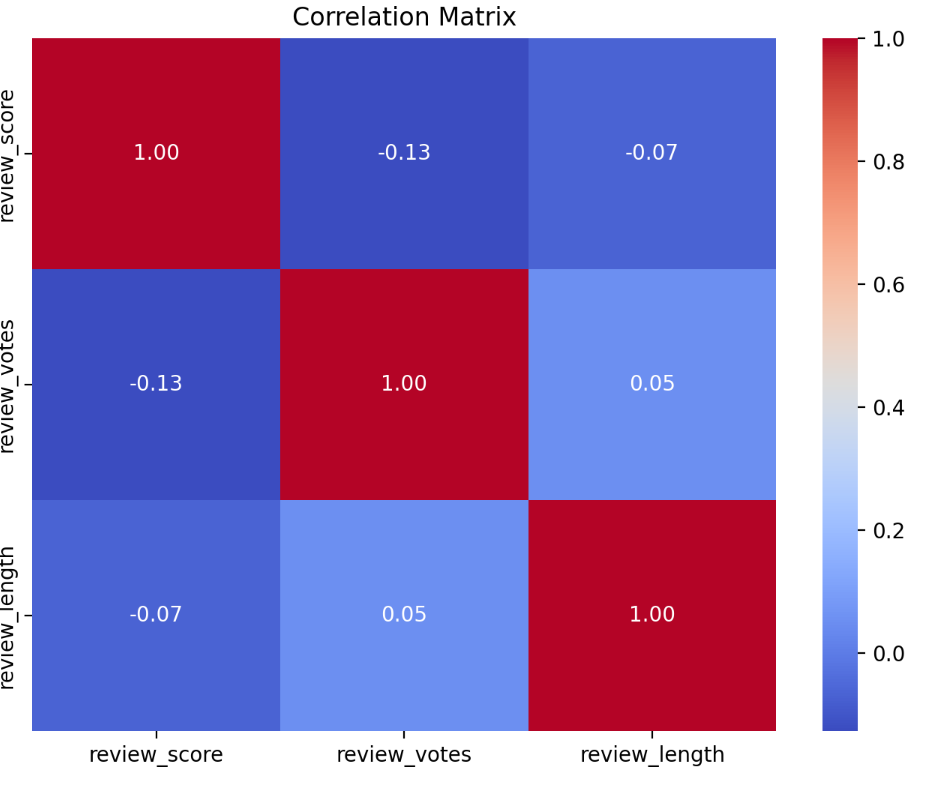 Correlation Matrix
review_score
1.00
-0.13
-0.07
review_votes
-0.13
1.00
0.05
review_length
-0.07
0.05
1.00
review_score
review_votes
review_length
1.0
0.8
0.6
0.4
0.2
0.0